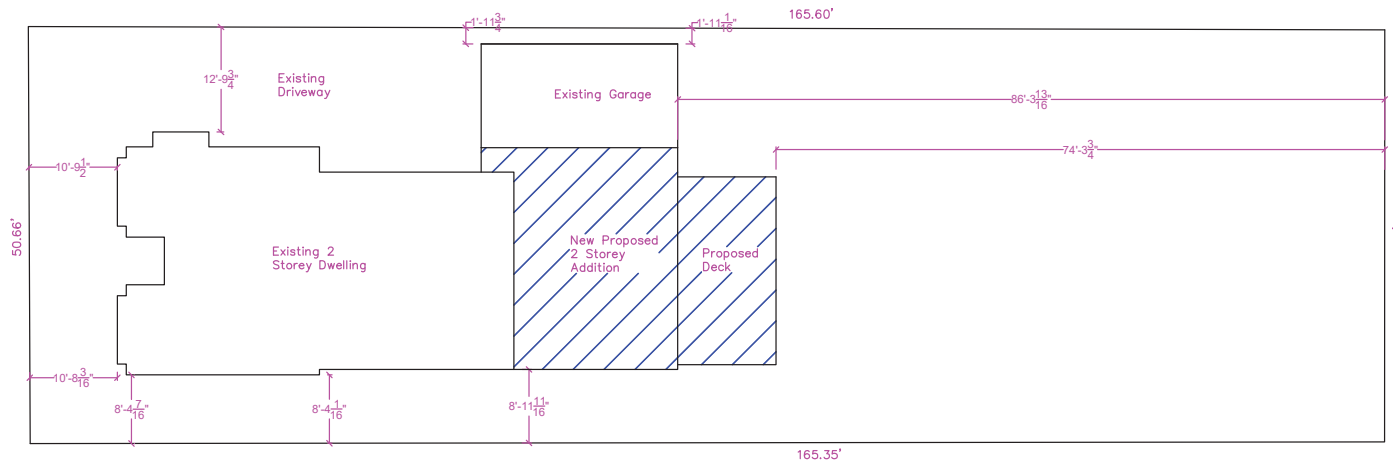 165.60'
1'-11 3/4"
1'-11 1/16"
12'-9 3/4"
Existing
Driveway
Existing Garage
86'-3 13/16"
74'-3 3/4"
10'-9 1/2"
50.66'
Existing 2
Storey Dwelling
New Proposed
2 Storey
Addition
Proposed
Deck
10'-8 3/16"
8'-4 7/16"
8'-4 1/16"
8'-11 11/16"
165.35'